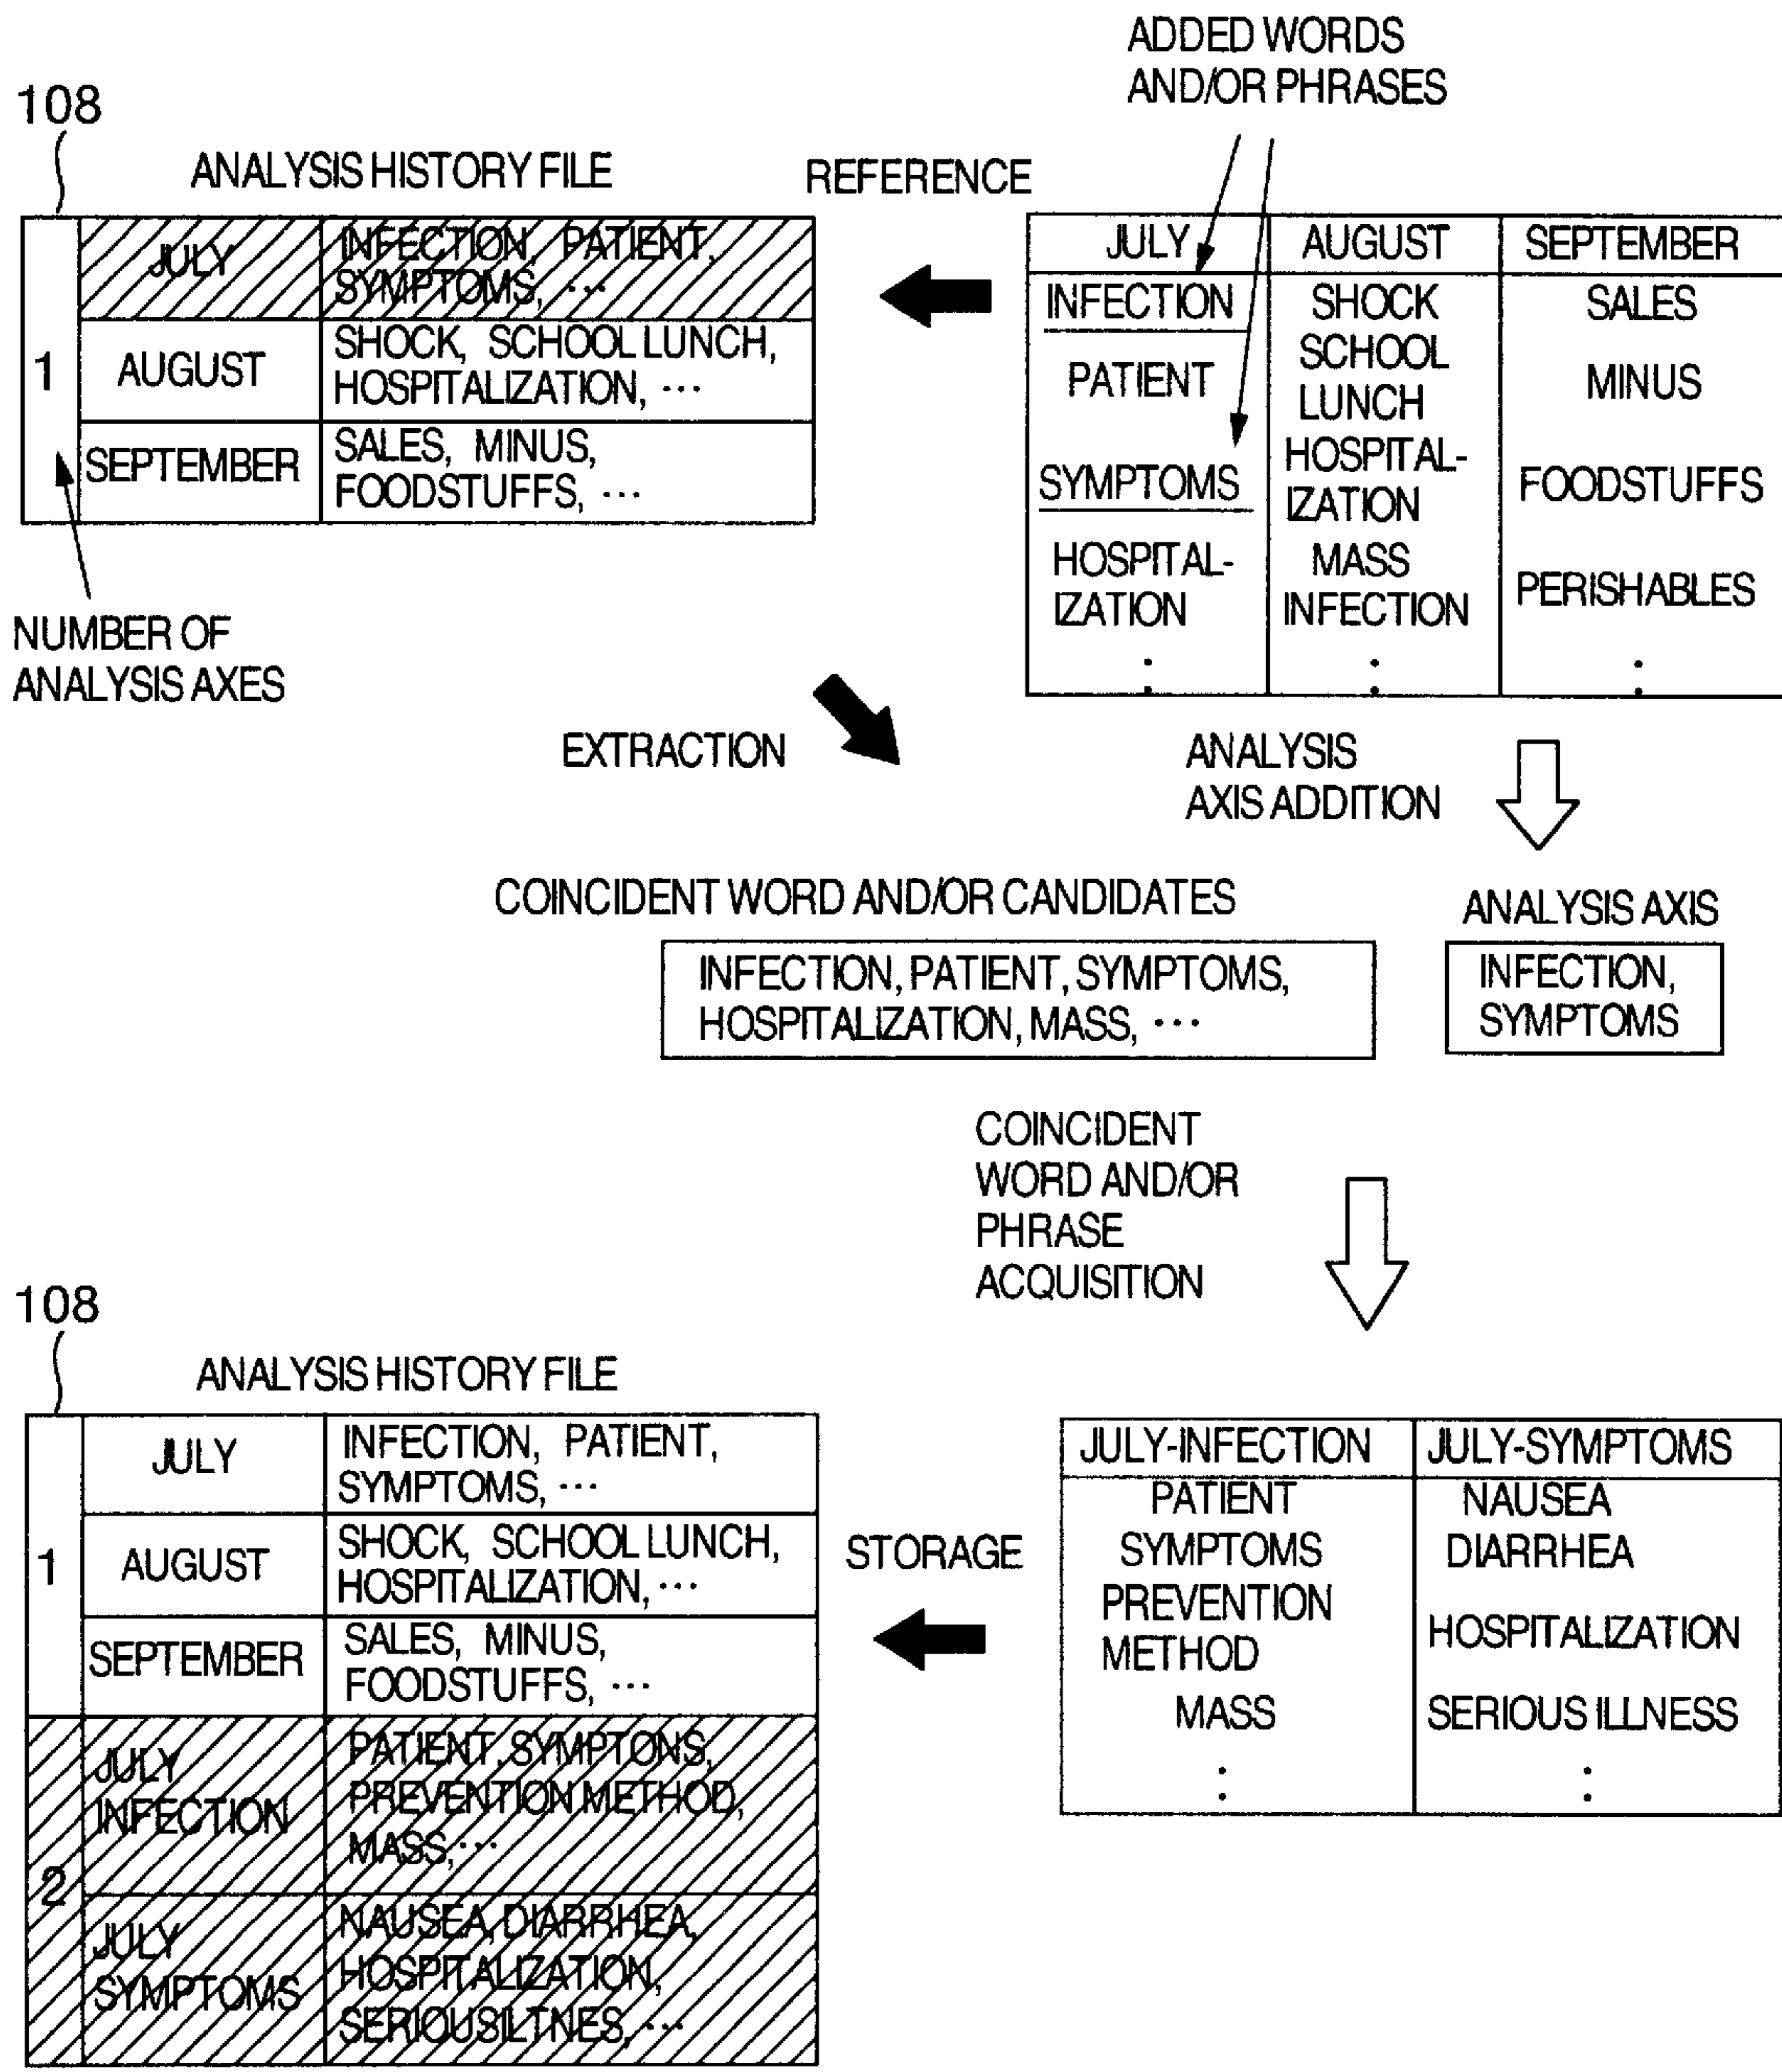 ADDED WORDS
AND/OR PHRASES
108
ANALYSIS HISTORY FILE
REFERENCE
1
JULY
INFECTION, PATIENT,
SYMPTOMS, ···
AUGUST
SHOCK, SCHOOL LUNCH,
HOSPITALIZATION, ···
SEPTEMBER
SALES, MINUS,
FOODSTUFFS, ···
NUMBER OF
ANALYSIS AXES
JULY
AUGUST
SEPTEMBER
INFECTION
PATIENT
SYMPTOMS
HOSPITAL-
IZATION
:
SHOCK
SCHOOL
LUNCH
HOSPITAL-
IZATION
MASS
INFECTION
:
SALES
MINUS
FOODSTUFFS
PERISHABLES
:
EXTRACTION
ANALYSIS
AXIS ADDITION
COINCIDENT WORD AND/OR CANDIDATES
INFECTION, PATIENT, SYMPTOMS,
HOSPITALIZATION, MASS, ···
ANALYSIS AXIS
INFECTION,
SYMPTOMS
COINCIDENT
WORD AND/OR
PHRASE
ACQUISITION
108
ANALYSIS HISTORY FILE
1
JULY
INFECTION, PATIENT,
SYMPTOMS, ···
AUGUST
SHOCK, SCHOOL LUNCH,
HOSPITALIZATION, ···
SEPTEMBER
SALES, MINUS,
FOODSTUFFS, ···
2
JULY
INFECTION
PATIENT, SYMPTONS,
PREVENTION METHOD,
MASS, ···
JULY
SYMPTOMS
NAUSEA, DIARRHEA,
HOSPITALIZATION,
SERIOUSILTNES, ···
STORAGE
JULY-INFECTION
JULY-SYMPTOMS
PATIENT
SYMPTOMS
PREVENTION
METHOD
MASS
:
NAUSEA
DIARRHEA
HOSPITALIZATION
SERIOUS ILLNESS
: